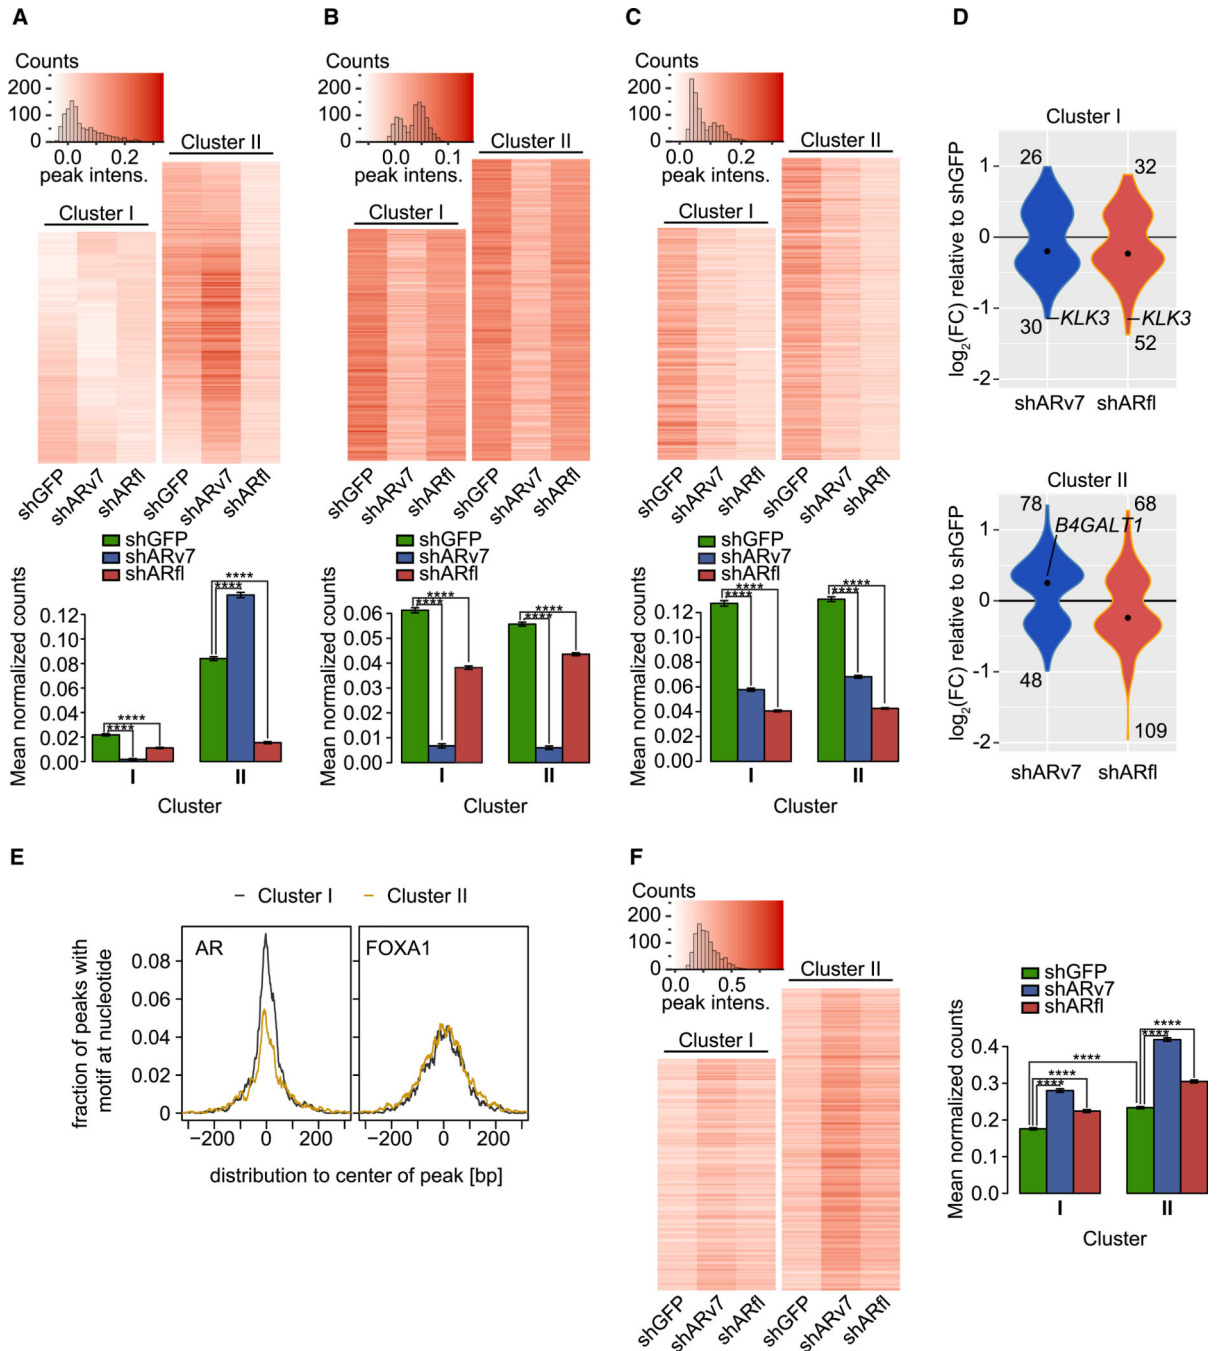 A
Counts
200
100
0
0.0 0.2
peak intens.
Cluster II
Cluster I
shGFP
shARv7
shARfl
shGFP
shARv7
shARfl
shGFP
shARv7
shARfl
Mean normalized counts
0.12
0.10
0.08
0.06
0.04
0.02
0.00
****
****
****
****
I II
Cluster
B
Counts
200
100
0
0.0 0.1
peak intens.
Cluster II
Cluster I
shGFP
shARv7
shARfl
shGFP
shARv7
shARfl
shGFP
shARv7
shARfl
Mean normalized counts
0.06
0.05
0.04
0.03
0.02
0.01
0.00
****
****
****
****
I II
Cluster
C
Counts
200
100
0
0.0 0.2
peak intens.
Cluster II
Cluster I
shGFP
shARv7
shARfl
shGFP
shARv7
shARfl
shGFP
shARv7
shARfl
Mean normalized counts
0.12
0.10
0.08
0.06
0.04
0.02
0.00
****
****
****
****
I II
Cluster
D
Cluster I
log2(FC) relative to shGFP
1
0
-1
-2
26 32
30 KLK3 KLK3
52
shARv7 shARfl
Cluster II
log2(FC) relative to shGFP
1
0
-1
-2
78 68
B4GALT1
48
109
shARv7 shARfl
E
– Cluster I – Cluster II
fraction of peaks with
motif at nucleotide
0.08
0.06
0.04
0.02
0
AR FOXA1
−200 0 200 −200 0 200
distribution to center of peak [bp]
F
Counts
200
100
0
0.0 0.5
peak intens.
Cluster II
Cluster I
shGFP
shARv7
shARfl
shGFP
shARv7
shARfl
shGFP
shARv7
shARfl
Mean normalized counts
0.4
0.3
0.2
0.1
0.0
****
****
****
****
****
I II
Cluster